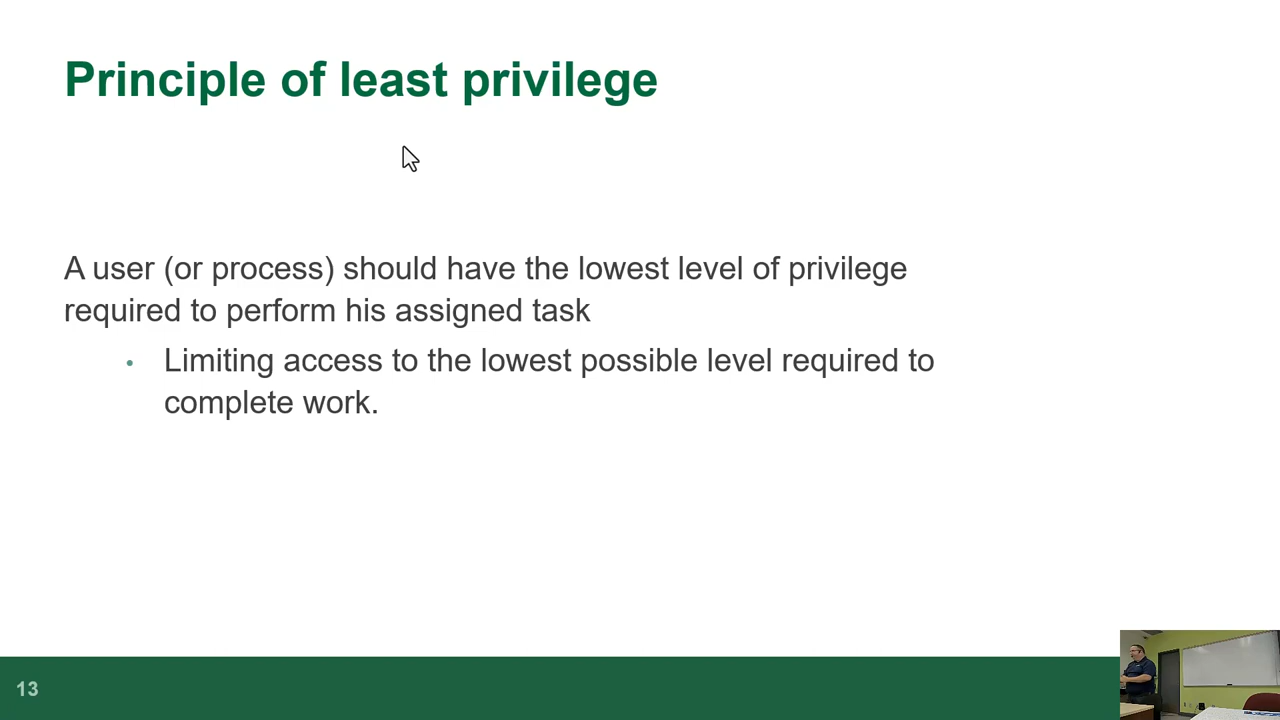 Principle of least privilege
A user (or process) should have the lowest level of privilege
required to perform his assigned task
• Limiting access to the lowest possible level required to
complete work.
13